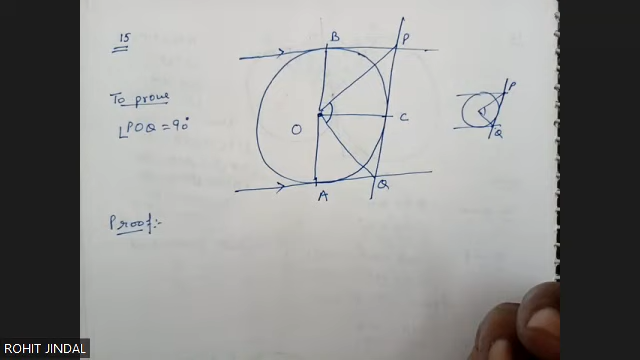 15
To prove
∠POQ = 90°
Proof:-
B
P
O
C
A
Q
P
Q
ROHIT JINDAL